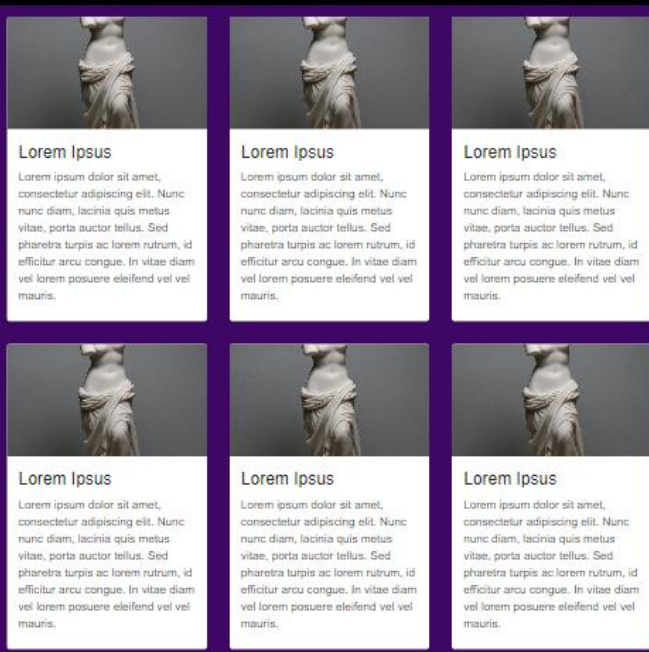 Lorem Ipsus
Lorem ipsum dolor sit amet,
consectetur adipiscing elit. Nunc
nunc diam, lacinia quis metus
vitae, porta auctor tellus. Sed
pharetra turpis ac lorem rutrum, id
efficitur arcu congue. In vitae diam
vel lorem posuere eleifend vel vel
mauris.
Lorem Ipsus
Lorem ipsum dolor sit amet,
consectetur adipiscing elit. Nunc
nunc diam, lacinia quis metus
vitae, porta auctor tellus. Sed
pharetra turpis ac lorem rutrum, id
efficitur arcu congue. In vitae diam
vel lorem posuere eleifend vel vel
mauris.
Lorem Ipsus
Lorem ipsum dolor sit amet,
consectetur adipiscing elit. Nunc
nunc diam, lacinia quis metus
vitae, porta auctor tellus. Sed
pharetra turpis ac lorem rutrum, id
efficitur arcu congue. In vitae diam
vel lorem posuere eleifend vel vel
mauris.
Lorem Ipsus
Lorem ipsum dolor sit amet,
consectetur adipiscing elit. Nunc
nunc diam, lacinia quis metus
vitae, porta auctor tellus. Sed
pharetra turpis ac lorem rutrum, id
efficitur arcu congue. In vitae diam
vel lorem posuere eleifend vel vel
mauris.
Lorem Ipsus
Lorem ipsum dolor sit amet,
consectetur adipiscing elit. Nunc
nunc diam, lacinia quis metus
vitae, porta auctor tellus. Sed
pharetra turpis ac lorem rutrum, id
efficitur arcu congue. In vitae diam
vel lorem posuere eleifend vel vel
mauris.
Lorem Ipsus
Lorem ipsum dolor sit amet,
consectetur adipiscing elit. Nunc
nunc diam, lacinia quis metus
vitae, porta auctor tellus. Sed
pharetra turpis ac lorem rutrum, id
efficitur arcu congue. In vitae diam
vel lorem posuere eleifend vel vel
mauris.